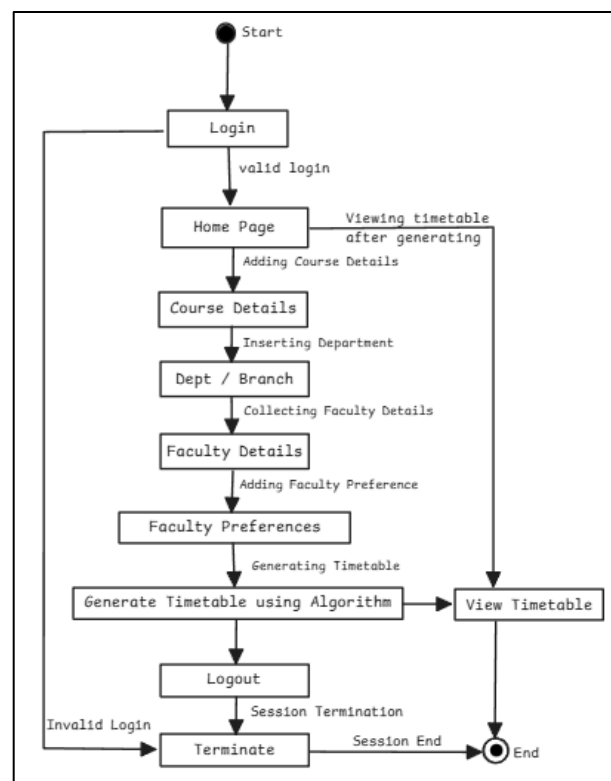 Start
Login
valid login
Home Page
Viewing timetable
after generating
Adding Course Details
Course Details
Inserting Department
Dept / Branch
Collecting Faculty Details
Faculty Details
Adding Faculty Preference
Faculty Preferences
Generating Timetable
Generate Timetable using Algorithm
View Timetable
Logout
Session Termination
Invalid Login
Terminate
Session End
End